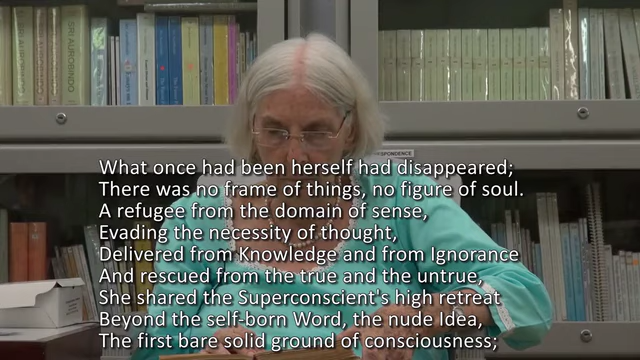 SRI AUROBINDO
CORRESPONDENCE
What once had been herself had disappeared;
There was no frame of things, no figure of soul.
A refugee from the domain of sense,
Evading the necessity of thought,
Delivered from Knowledge and from Ignorance
And rescued from the true and the untrue,
She shared the Superconscient's high retreat
Beyond the self-born Word, the nude Idea,
The first bare solid ground of consciousness;